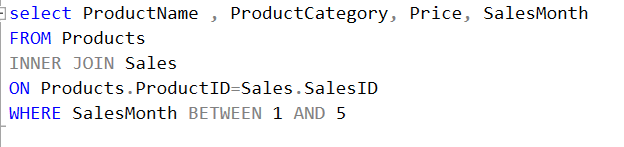 select ProductName , ProductCategory, Price, SalesMonth
FROM Products
INNER JOIN Sales
ON Products.ProductID=Sales.SalesID
WHERE SalesMonth BETWEEN 1 AND 5